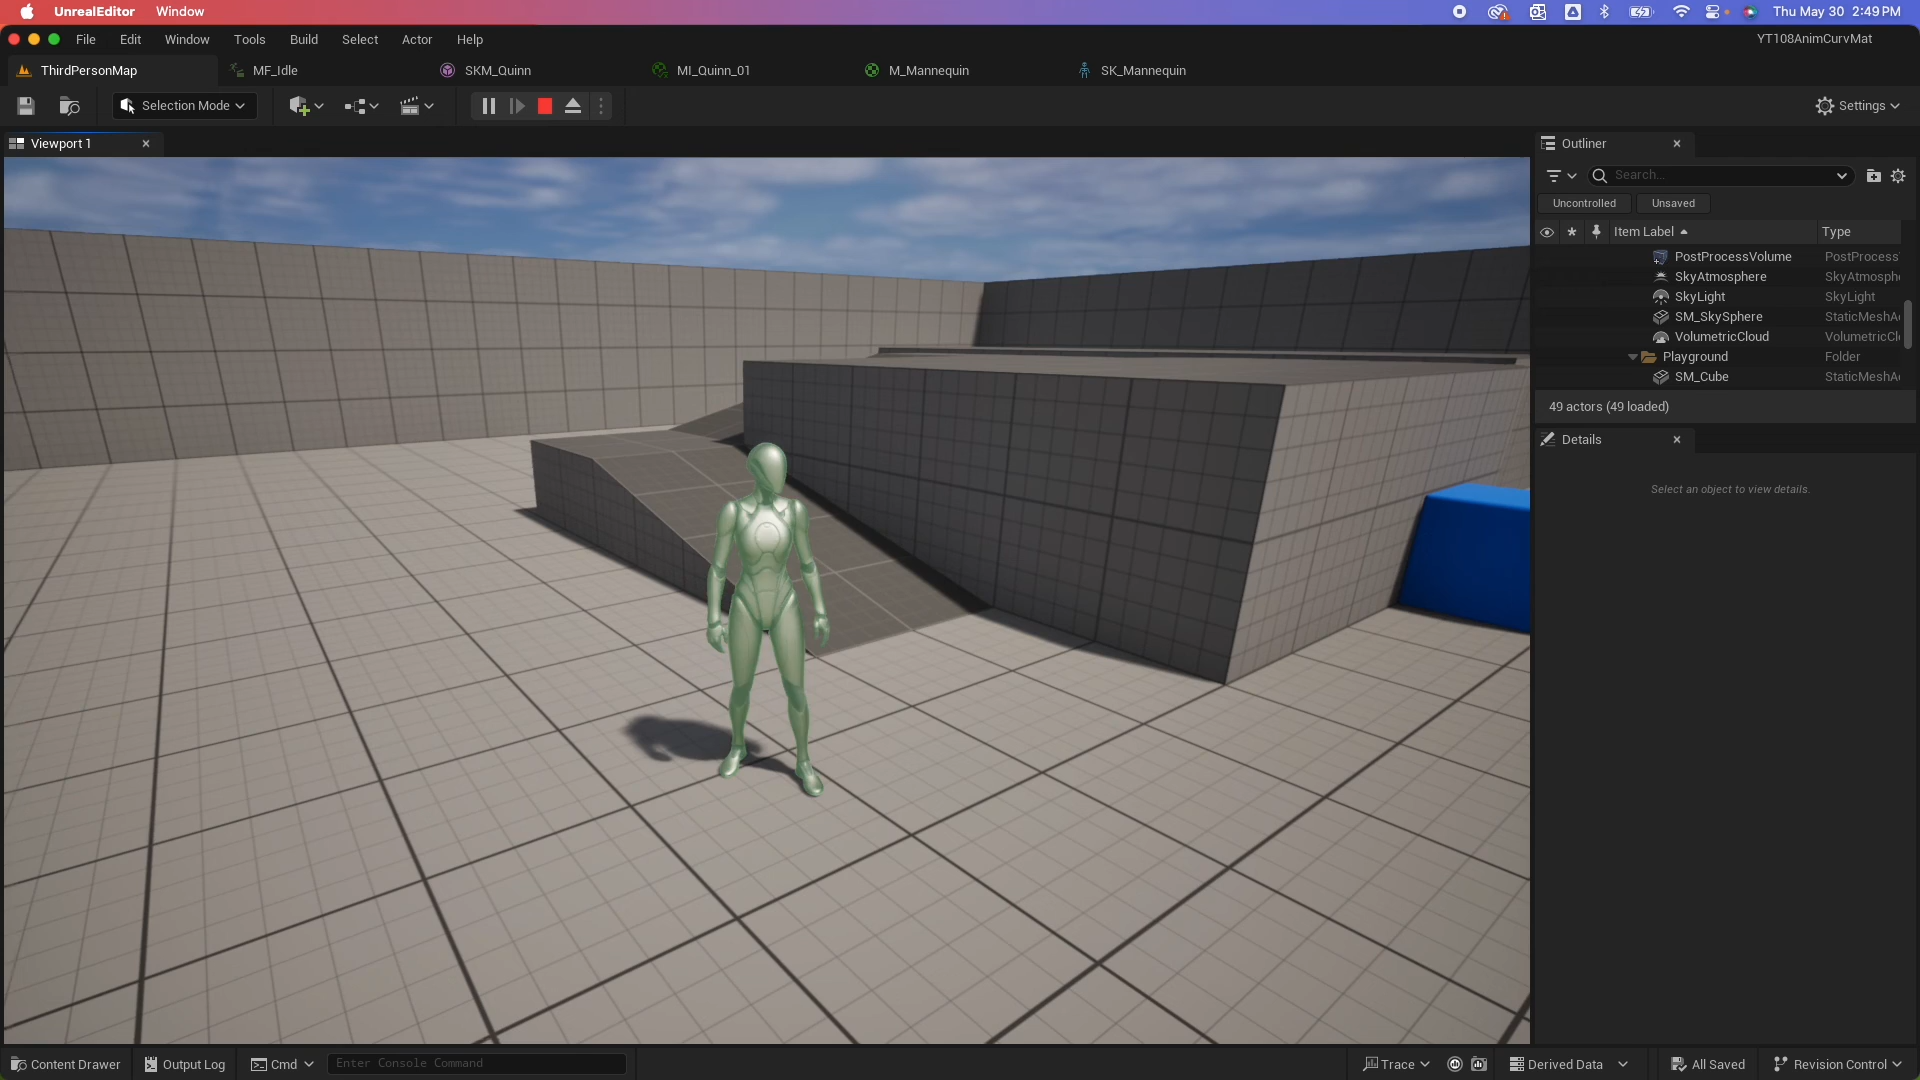 UnrealEditor Window Thu May 30 2:49 PM
File Edit Window Tools Build Select Actor Help YT108AnimCurvMat
ThirdPersonMap MF_Idle SKM_Quinn MI_Quinn_01 M_Mannequin SK_Mannequin
Selection Mode Settings
Viewport 1 Outliner
Search...
Uncontrolled Unsaved
Item Label Type
PostProcessVolume PostProcess
SkyAtmosphere SkyAtmosph
SkyLight SkyLight
SM_SkySphere StaticMeshA
VolumetricCloud VolumetricCl
Playground Folder
SM_Cube StaticMeshA
49 actors (49 loaded)
Details
Select an object to view details.
Content Drawer Output Log Cmd Enter Console Command Trace Derived Data All Saved Revision Control